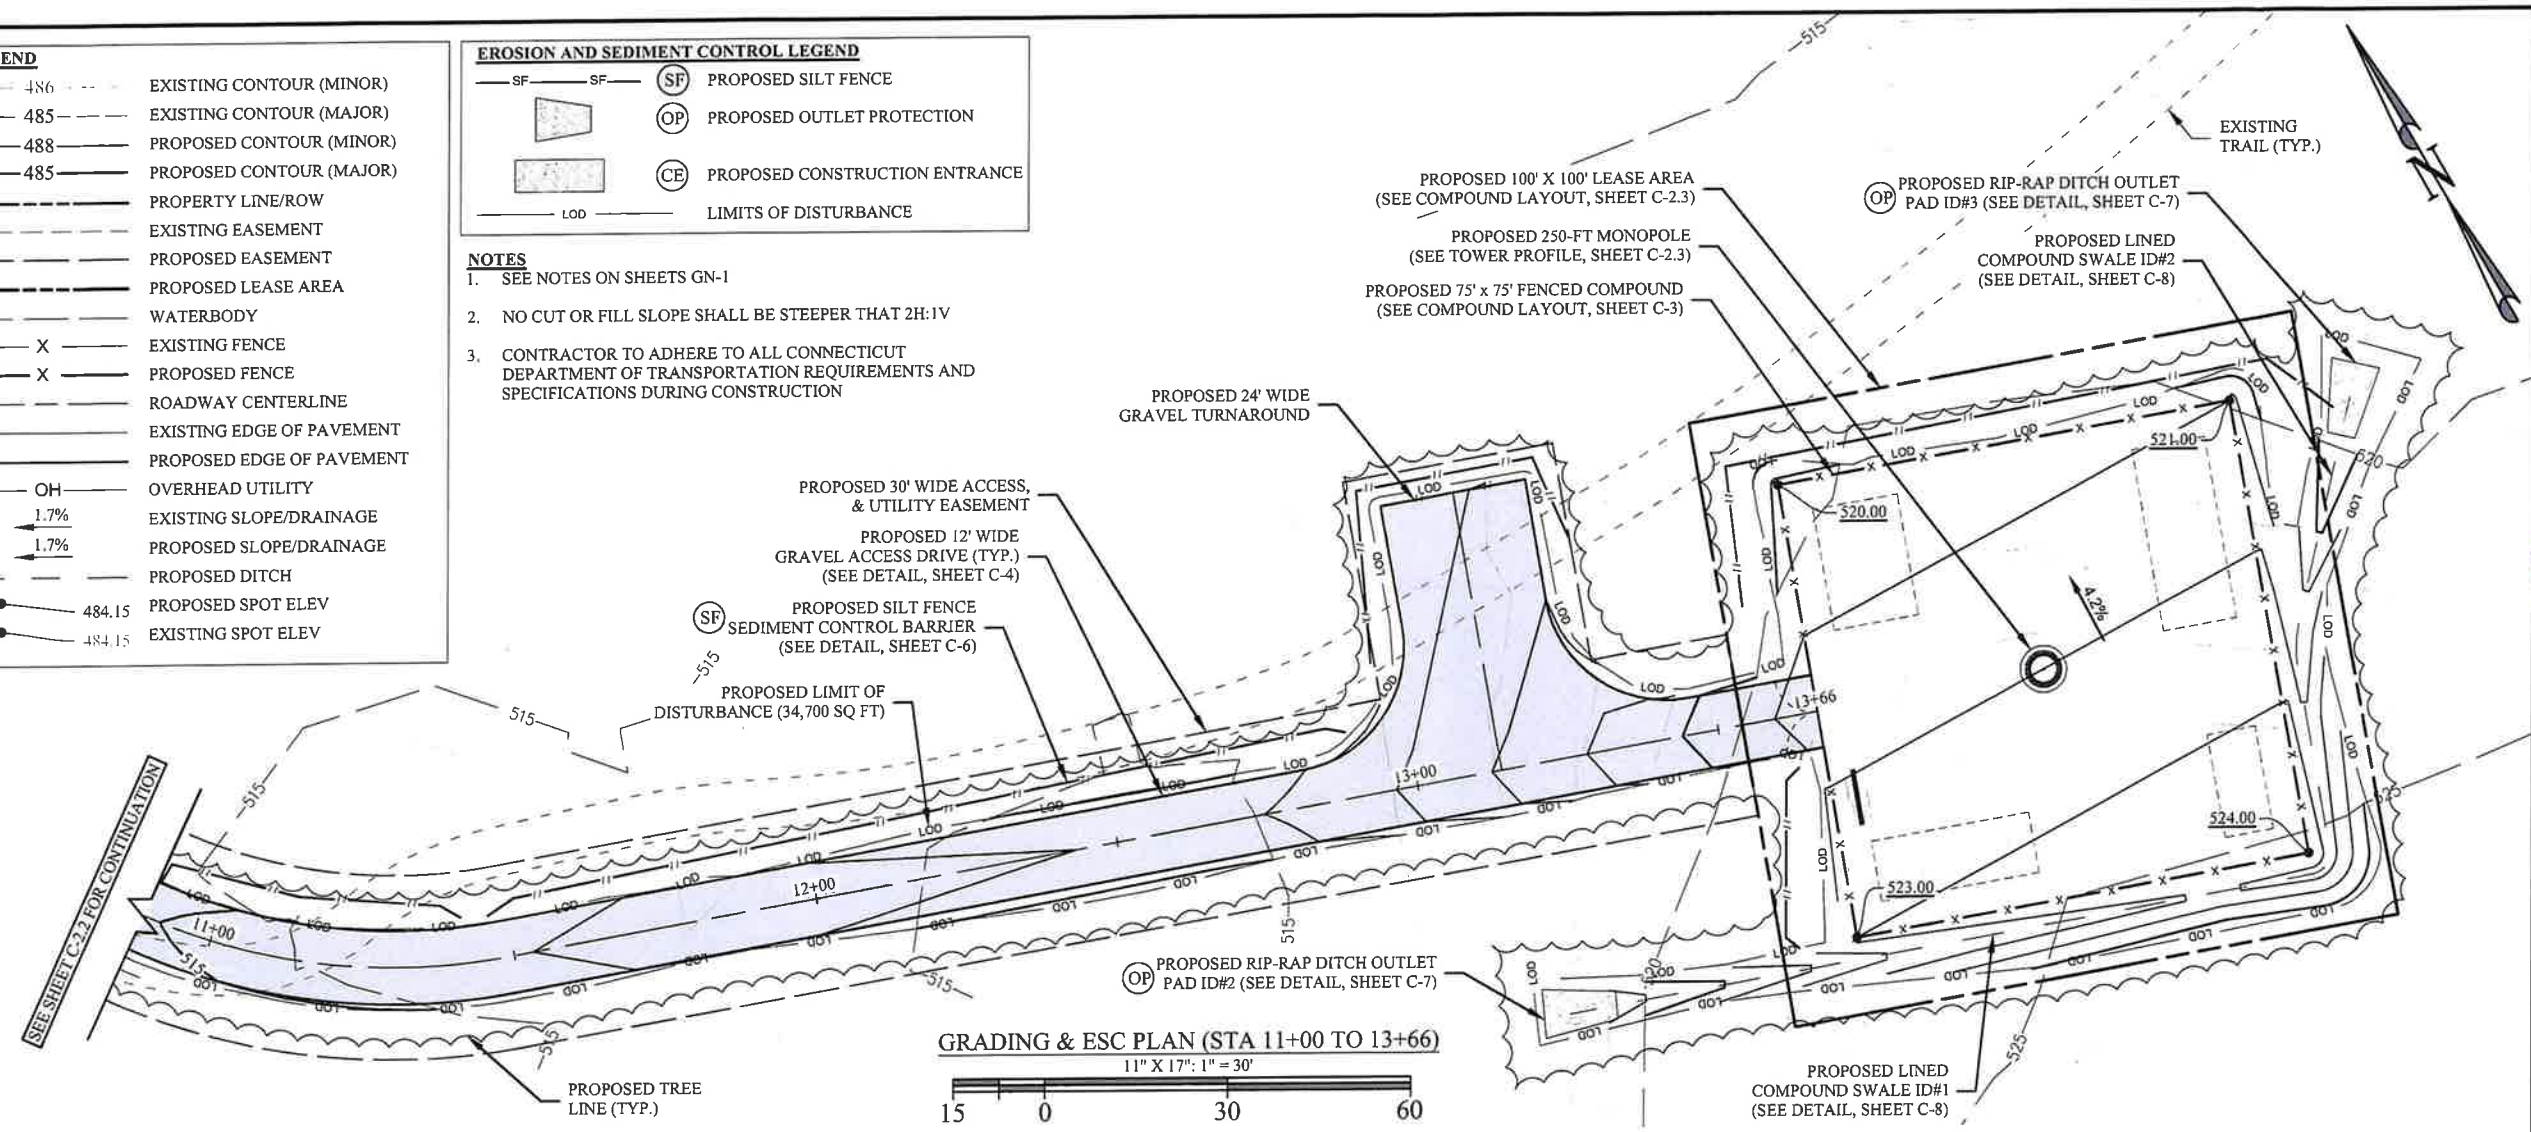 END
486
EXISTING CONTOUR (MINOR)
485
EXISTING CONTOUR (MAJOR)
488
PROPOSED CONTOUR (MINOR)
485
PROPOSED CONTOUR (MAJOR)
PROPERTY LINE/ROW
EXISTING EASEMENT
PROPOSED EASEMENT
PROPOSED LEASE AREA
WATERBODY
X EXISTING FENCE
X PROPOSED FENCE
ROADWAY CENTERLINE
EXISTING EDGE OF PAVEMENT
PROPOSED EDGE OF PAVEMENT
OH OVERHEAD UTILITY
1.7% EXISTING SLOPE/DRAINAGE
1.7% PROPOSED SLOPE/DRAINAGE
PROPOSED DITCH
484.15 PROPOSED SPOT ELEV
484.15 EXISTING SPOT ELEV
EROSION AND SEDIMENT CONTROL LEGEND
SF SF SF PROPOSED SILT FENCE
OP PROPOSED OUTLET PROTECTION
CE PROPOSED CONSTRUCTION ENTRANCE
LOD LIMITS OF DISTURBANCE
NOTES
1. SEE NOTES ON SHEETS GN-1
2. NO CUT OR FILL SLOPE SHALL BE STEEPER THAT 2H:1V
3. CONTRACTOR TO ADHERE TO ALL CONNECTICUT
DEPARTMENT OF TRANSPORTATION REQUIREMENTS AND
SPECIFICATIONS DURING CONSTRUCTION
515
N
EXISTING
TRAIL (TYP.)
PROPOSED 100' X 100' LEASE AREA
(SEE COMPOUND LAYOUT, SHEET C-2.3)
OP PROPOSED RIP-RAP DITCH OUTLET
PAD ID#3 (SEE DETAIL, SHEET C-7)
PROPOSED 250-FT MONOPOLE
(SEE TOWER PROFILE, SHEET C-2.3)
PROPOSED LINED
COMPOUND SWALE ID#2
(SEE DETAIL, SHEET C-8)
PROPOSED 75' x 75' FENCED COMPOUND
(SEE COMPOUND LAYOUT, SHEET C-3)
PROPOSED 24' WIDE
GRAVEL TURNAROUND
PROPOSED 30' WIDE ACCESS,
& UTILITY EASEMENT
PROPOSED 12' WIDE
GRAVEL ACCESS DRIVE (TYP.)
(SEE DETAIL, SHEET C-4)
SF PROPOSED SILT FENCE
SEDIMENT CONTROL BARRIER
(SEE DETAIL, SHEET C-6)
PROPOSED LIMIT OF
DISTURBANCE (34,700 SQ FT)
515
515
515
515
515
515
515
520
520
525
525
521.00
520.00
524.00
523.00
4.2%
11+00
12+00
13+00
13+66
LOD
LOD
LOD
LOD
LOD
LOD
SEE SHEET C-2.2 FOR CONTINUATION
OP PROPOSED RIP-RAP DITCH OUTLET
PAD ID#2 (SEE DETAIL, SHEET C-7)
PROPOSED TREE
LINE (TYP.)
PROPOSED LINED
COMPOUND SWALE ID#1
(SEE DETAIL, SHEET C-8)
GRADING & ESC PLAN (STA 11+00 TO 13+66)
11" X 17": 1" = 30'
15 0 30 60